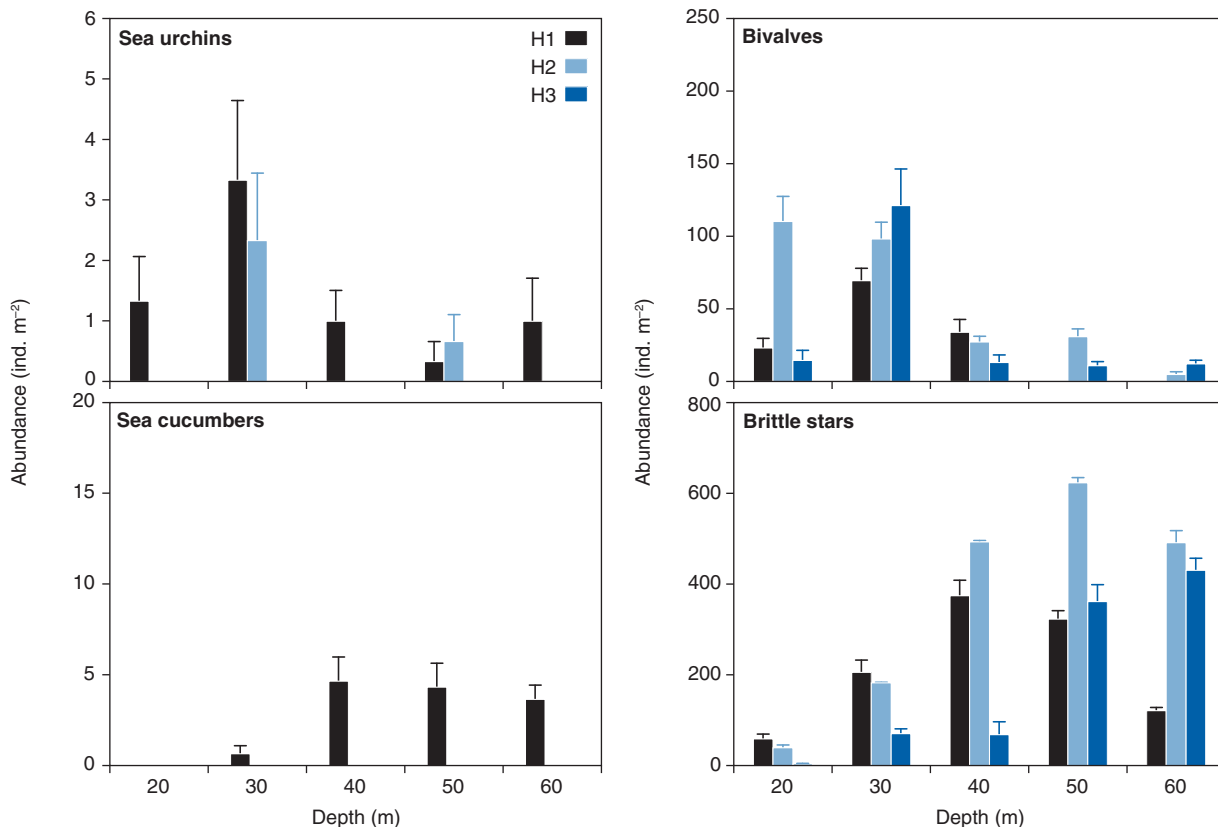 Sea urchins
H1
H2
H3
6
5
4
3
2
1
0
Bivalves
250
200
150
100
50
0
Sea cucumbers
20
15
10
5
0
Brittle stars
800
600
400
200
0
Abundance (ind. m⁻²)
Abundance (ind. m⁻²)
20 30 40 50 60
20 30 40 50 60
Depth (m)
Depth (m)